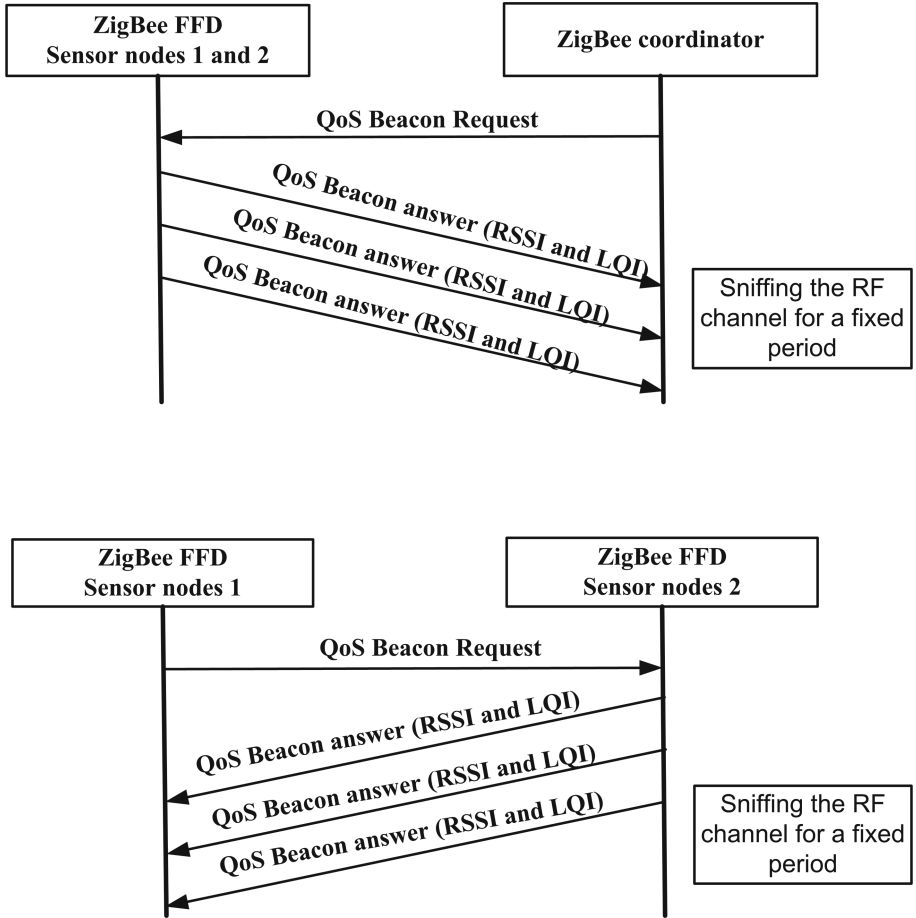 ZigBee FFD
Sensor nodes 1 and 2
ZigBee coordinator
QoS Beacon Request
QoS Beacon answer (RSSI and LQI)
QoS Beacon answer (RSSI and LQI)
QoS Beacon answer (RSSI and LQI)
Sniffing the RF
channel for a fixed
period
ZigBee FFD
Sensor nodes 1
ZigBee FFD
Sensor nodes 2
QoS Beacon Request
QoS Beacon answer (RSSI and LQI)
QoS Beacon answer (RSSI and LQI)
QoS Beacon answer (RSSI and LQI)
Sniffing the RF
channel for a fixed
period